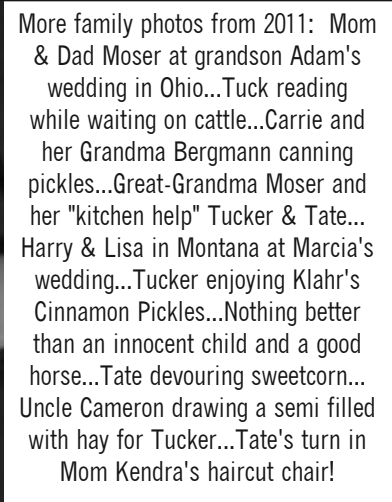 More family photos from 2011:  Mom
& Dad Moser at grandson Adam's
wedding in Ohio...Tuck reading
while waiting on cattle...Carrie and
her Grandma Bergmann canning
pickles...Great-Grandma Moser and
her "kitchen help" Tucker & Tate...
Harry & Lisa in Montana at Marcia's
wedding...Tucker enjoying Klahr's
Cinnamon Pickles...Nothing better
than an innocent child and a good
horse...Tate devouring sweetcorn...
Uncle Cameron drawing a semi filled
with hay for Tucker...Tate's turn in
Mom Kendra's haircut chair!